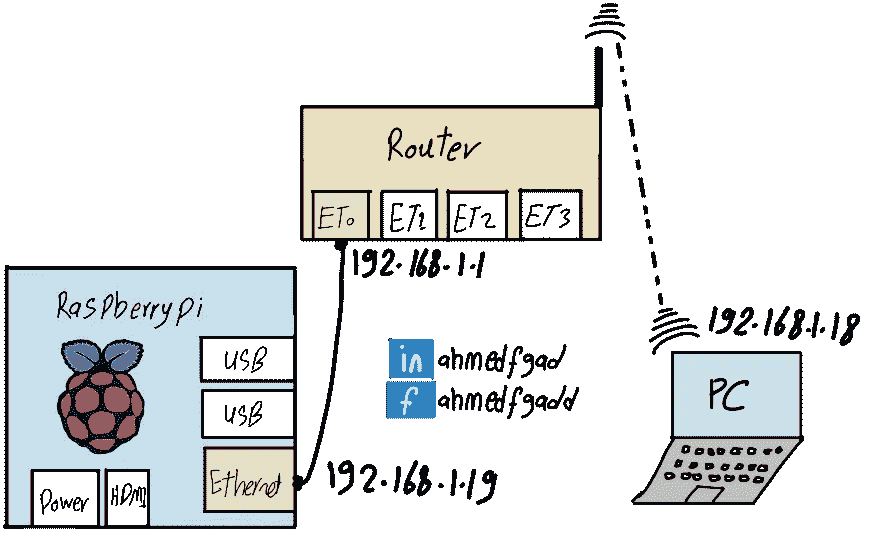 Router
ET0
ET1
ET2
ET3
192.168.1.1
Raspberrypi
USB
USB
Ethernet
Power
HDMI
192.168.1.19
in ahmedfgad
f ahmedfgadd
192.168.1.18
PC